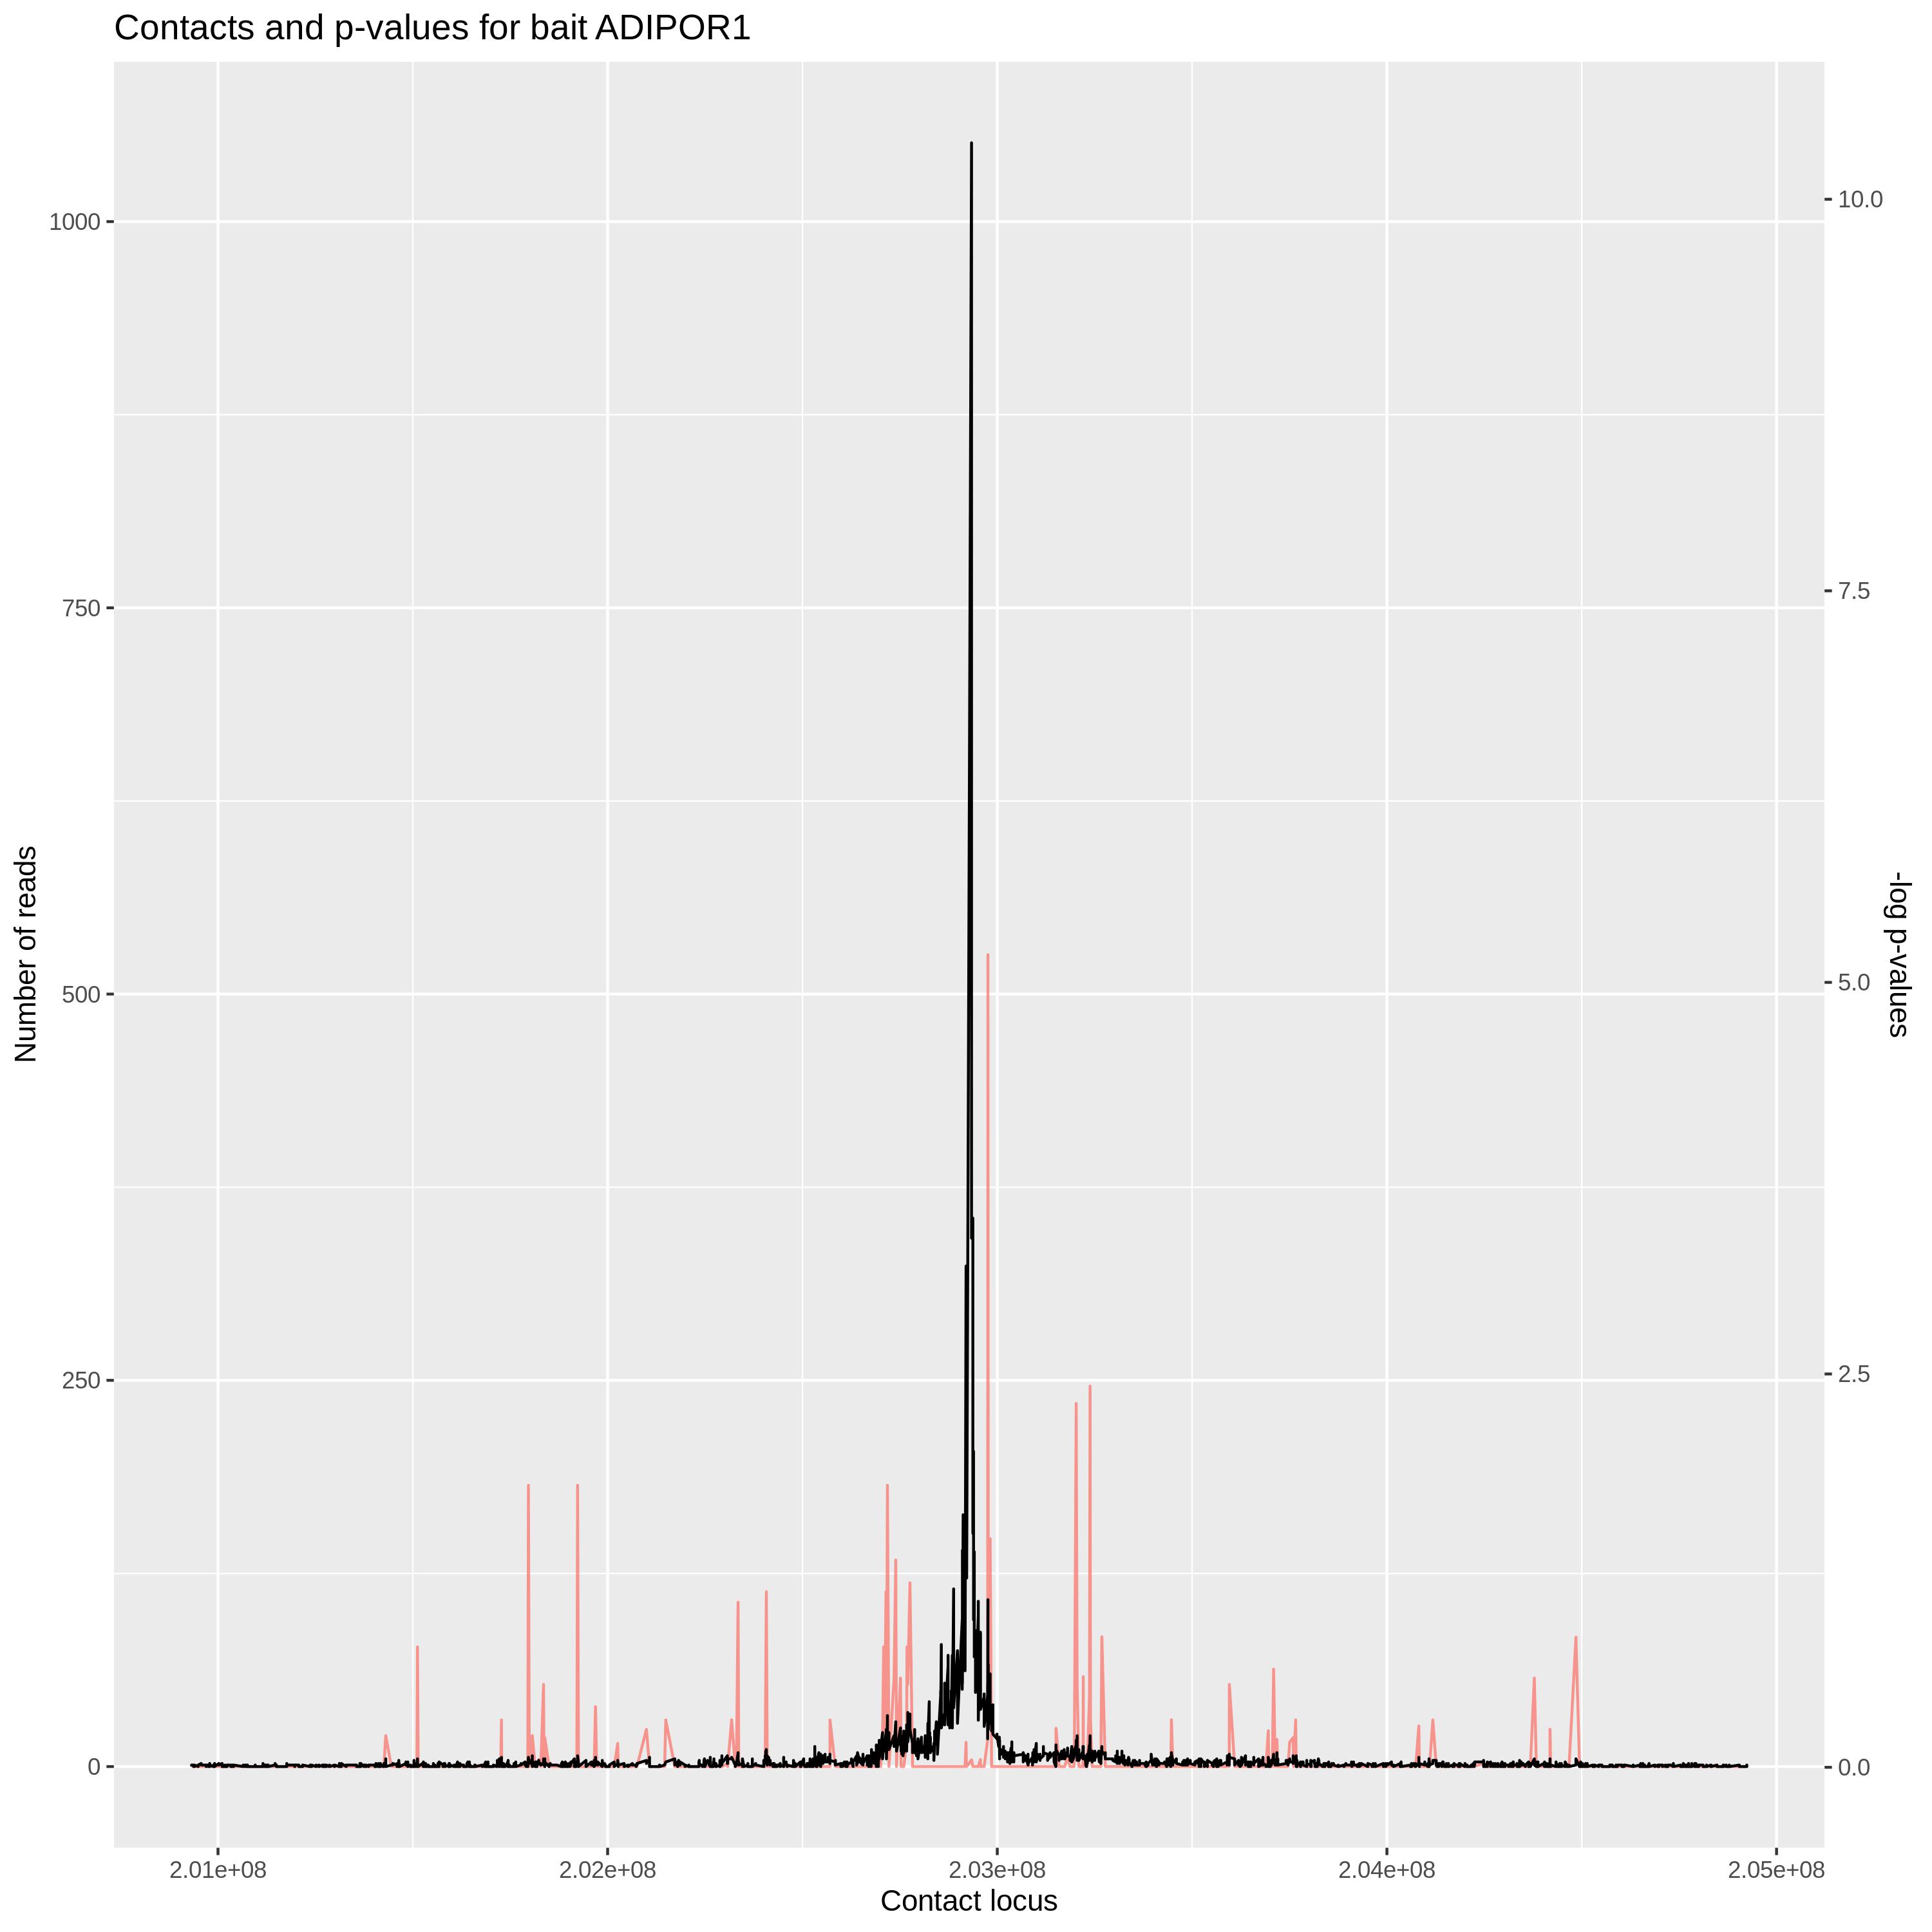 Contacts and p-values for bait ADIPOR1
1000
750
500
250
0
Number of reads
10.0
7.5
5.0
2.5
0.0
-log p-values
2.01e+08
2.02e+08
2.03e+08
2.04e+08
2.05e+08
Contact locus